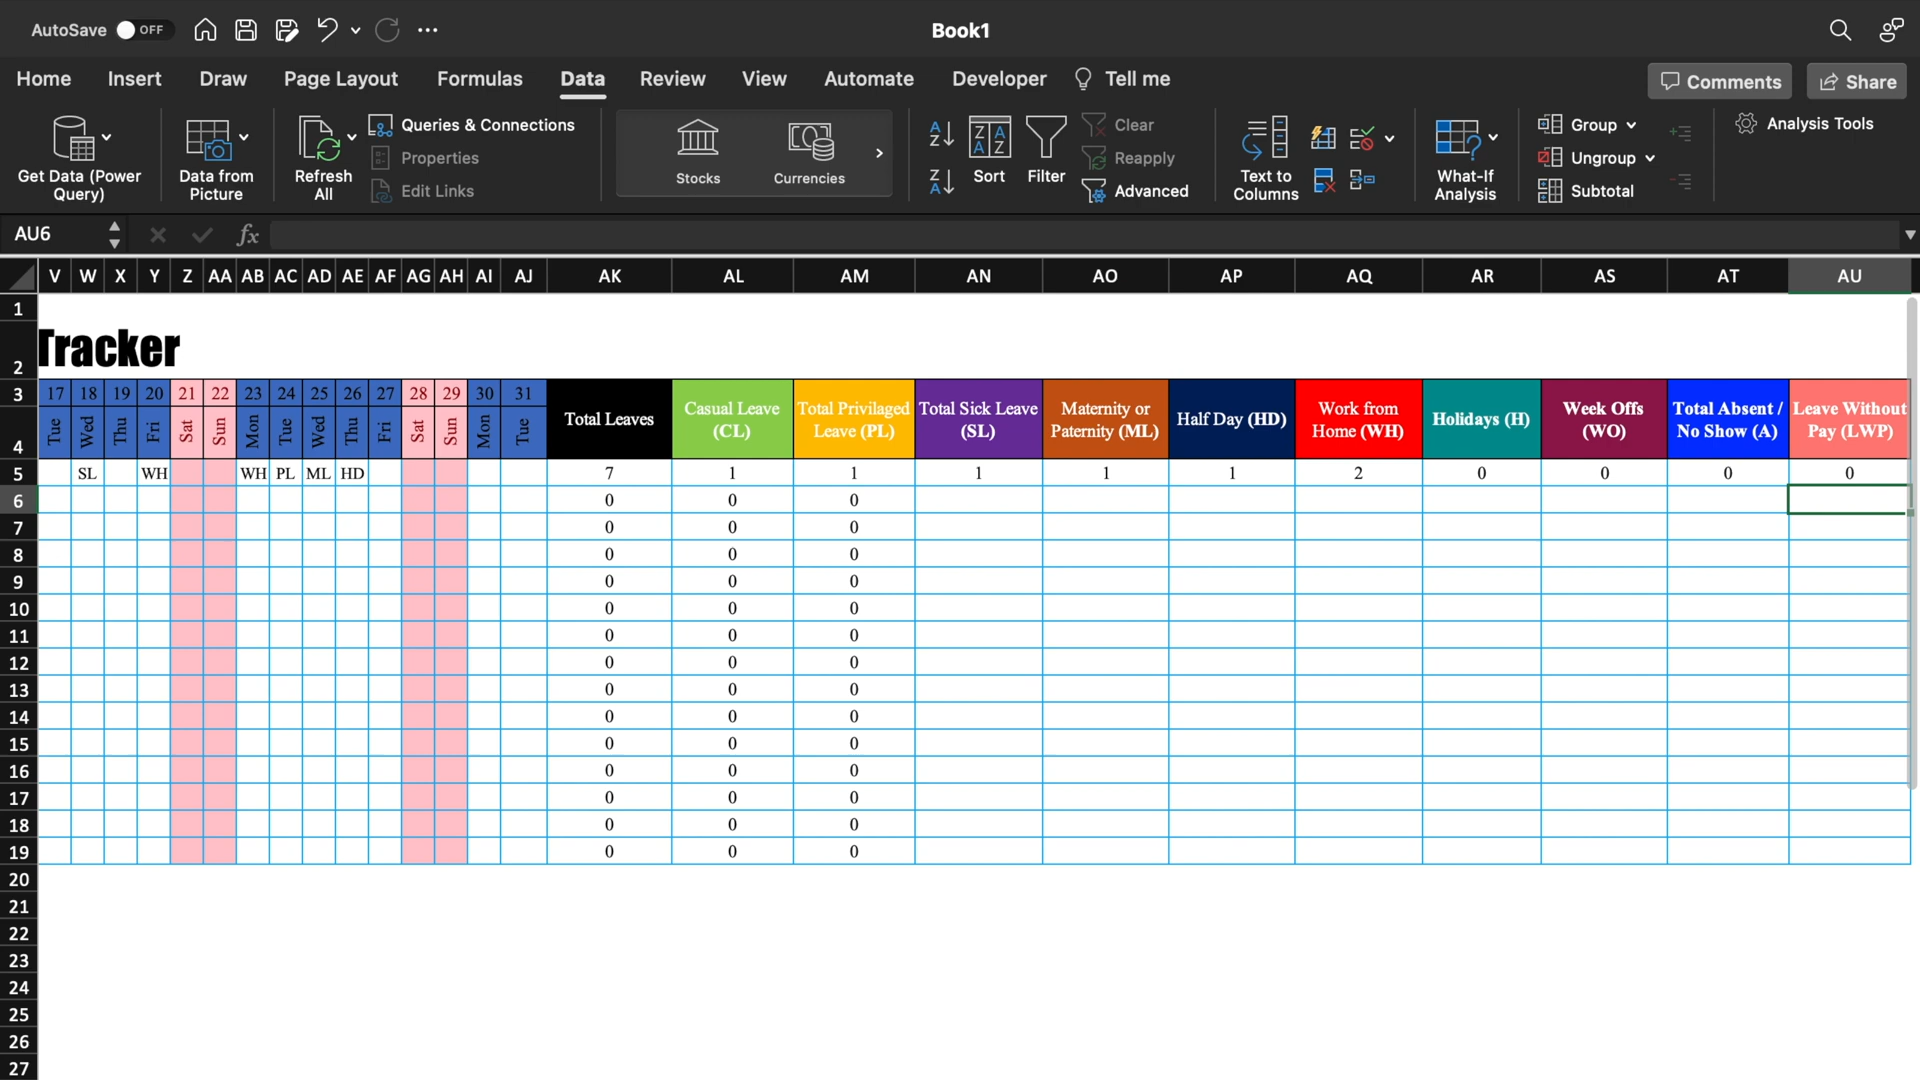 AutoSave OFF Book1
Home Insert Draw Page Layout Formulas Data Review View Automate Developer Tell me Comments Share
Get Data (Power Query) Data from Picture Refresh All Queries & Connections Properties Edit Links Stocks Currencies Sort Filter Clear Reapply Advanced Text to Columns What-If Analysis Group Ungroup Subtotal Analysis Tools
AU6 fx
V W X Y Z AA AB AC AD AE AF AG AH AI AJ AK AL AM AN AO AP AQ AR AS AT AU
1
2 Tracker
3 17 18 19 20 21 22 23 24 25 26 27 28 29 30 31 Total Leaves Casual Leave (CL) Total Privilaged Leave (PL) Total Sick Leave (SL) Maternity or Paternity (ML) Half Day (HD) Work from Home (WH) Holidays (H) Week Offs (WO) Total Absent / No Show (A) Leave Without Pay (LWP)
4 Tue Wed Thu Fri Sat Sun Mon Tue Wed Thu Fri Sat Sun Mon Tue
5 SL WH WH PL ML HD 7 1 1 1 1 1 2 0 0 0 0
6 0 0 0
7 0 0 0
8 0 0 0
9 0 0 0
10 0 0 0
11 0 0 0
12 0 0 0
13 0 0 0
14 0 0 0
15 0 0 0
16 0 0 0
17 0 0 0
18 0 0 0
19 0 0 0
20
21
22
23
24
25
26
27